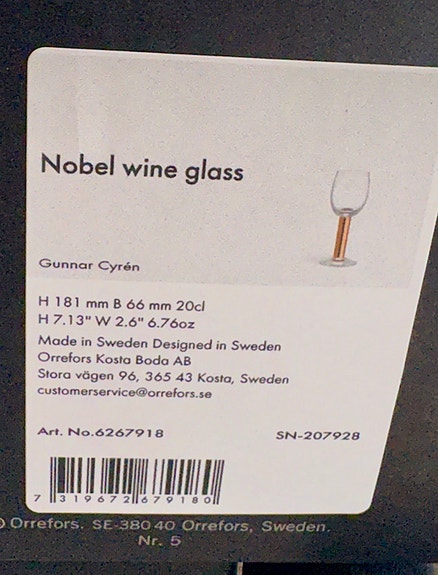 Nobel wine glass
Gunnar Cyrén
H 181 mm B 66 mm 20cl
H 7.13" W 2.6" 6.76oz
Made in Sweden Designed in Sweden
Orrefors Kosta Boda AB
Stora vägen 96, 365 43 Kosta, Sweden
customerservice@orrefors.se
Art. No.6267918 SN-207928
7 319672 679180
Orrefors. SE-380 40 Orrefors, Sweden.
Nr. 5